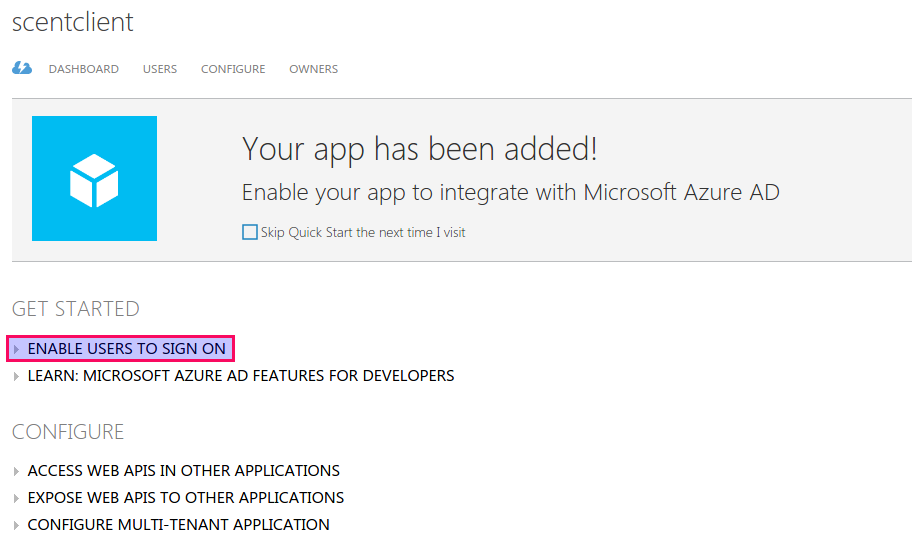 scentclient
DASHBOARD USERS CONFIGURE OWNERS
Your app has been added!
Enable your app to integrate with Microsoft Azure AD
Skip Quick Start the next time I visit
GET STARTED
ENABLE USERS TO SIGN ON
LEARN: MICROSOFT AZURE AD FEATURES FOR DEVELOPERS
CONFIGURE
ACCESS WEB APIS IN OTHER APPLICATIONS
EXPOSE WEB APIS TO OTHER APPLICATIONS
CONFIGURE MULTI-TENANT APPLICATION